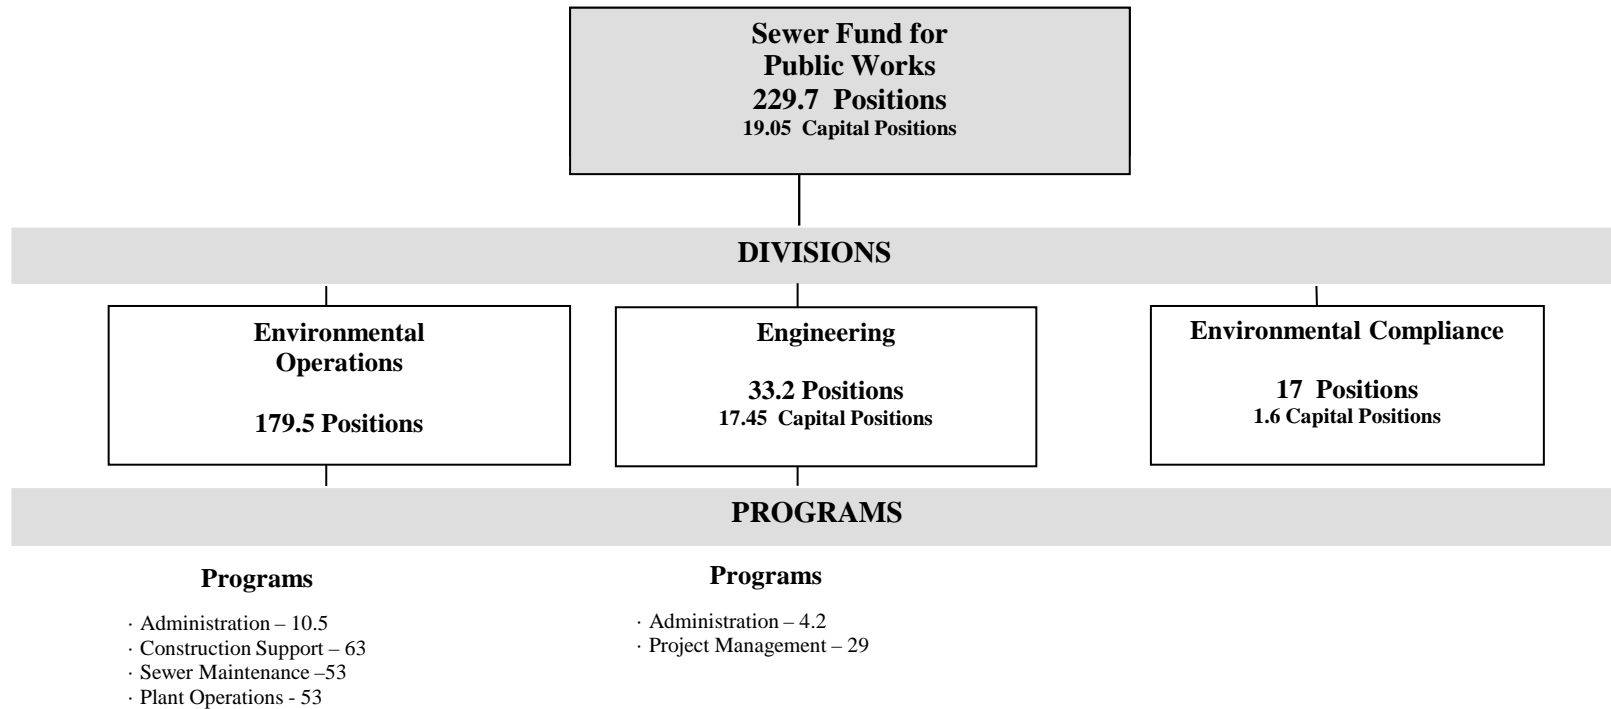 Sewer Fund for
Public Works
229.7 Positions
19.05 Capital Positions
DIVISIONS
Environmental
Operations
179.5 Positions
Engineering
33.2 Positions
17.45 Capital Positions
Environmental Compliance
17 Positions
1.6 Capital Positions
PROGRAMS
Programs
· Administration – 10.5
· Construction Support – 63
· Sewer Maintenance –53
· Plant Operations - 53
Programs
· Administration – 4.2
· Project Management – 29